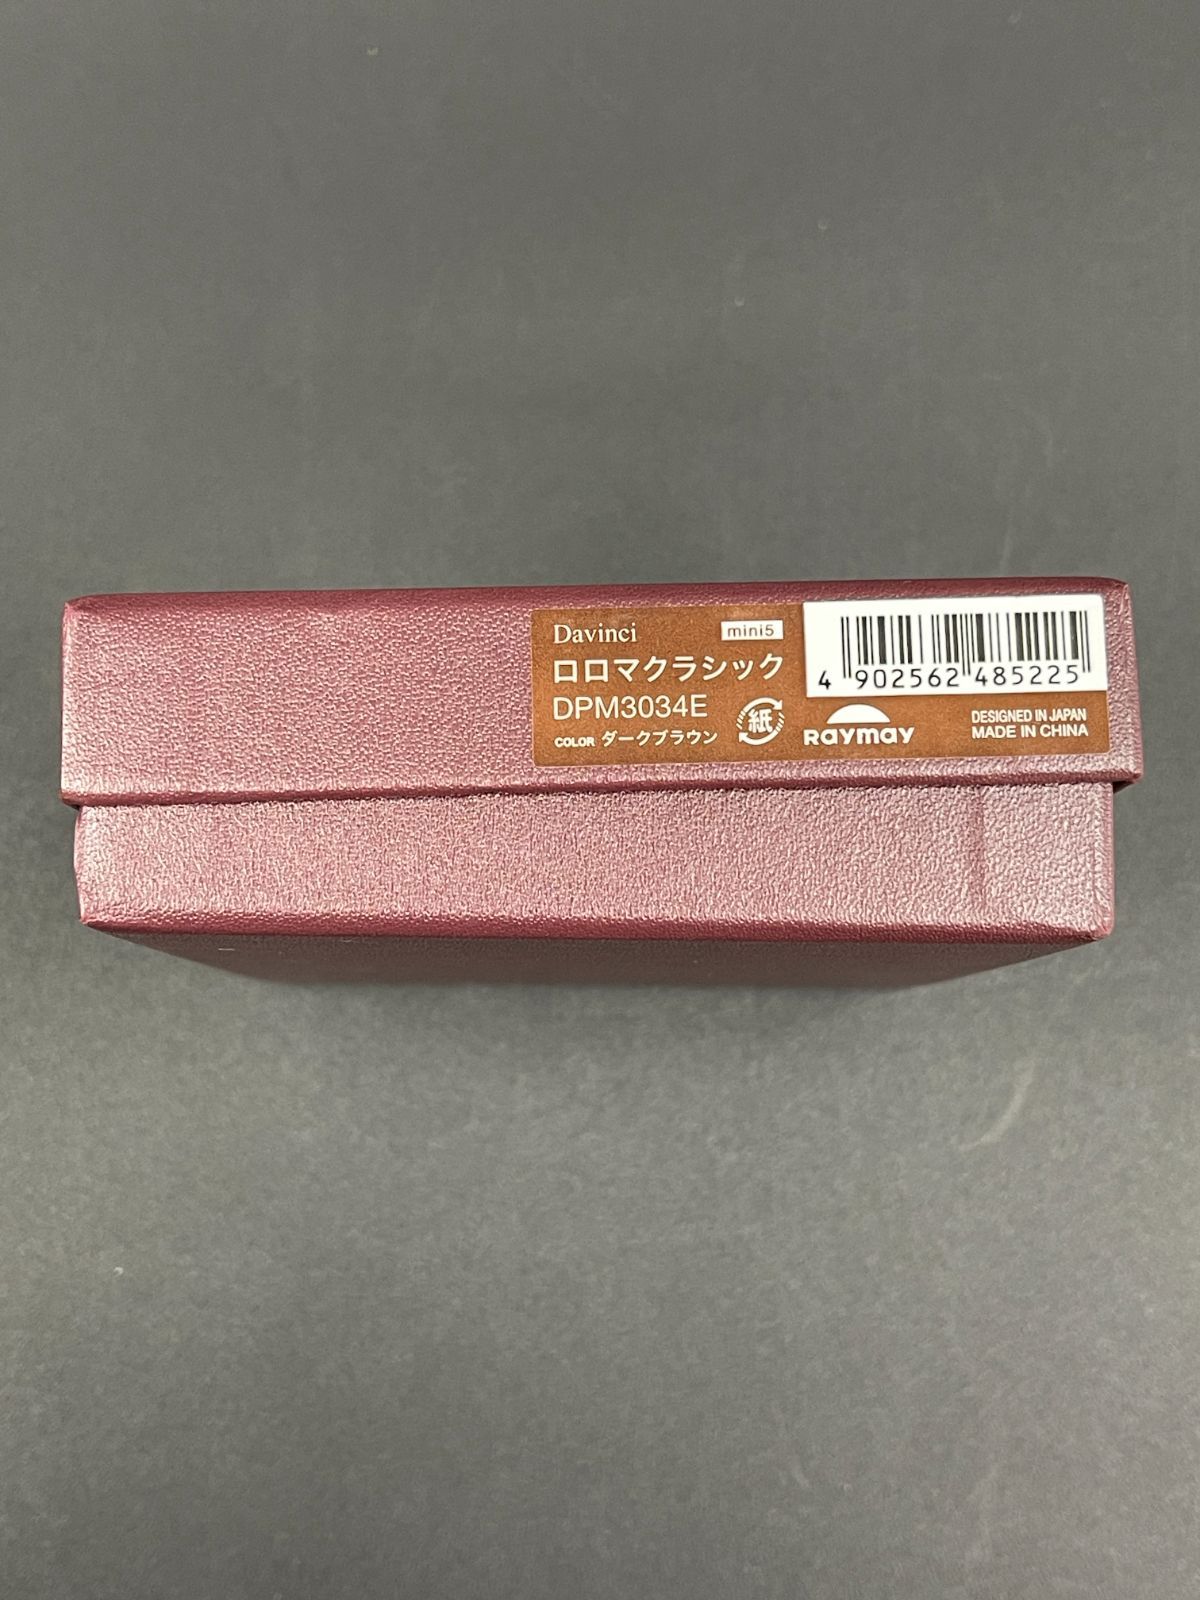 Davinci mini5
ロロマクラシック
DPM3034E
COLOR ダークブラウン
紙
4 902562 485225
Raymay
DESIGNED IN JAPAN
MADE IN CHINA